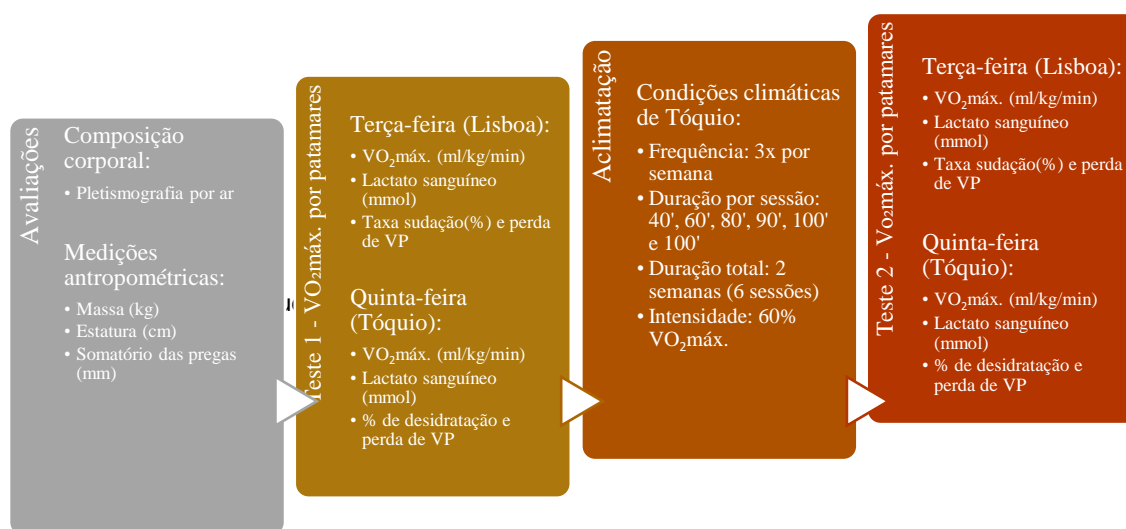 Avaliações
Composição
corporal:
• Pletismografia por ar
Medições
antropométricas:
• Massa (kg)
• Estatura (cm)
• Somatório das pregas
(mm)
Teste 1 - VO₂máx. por patamares
Terça-feira (Lisboa):
• VO₂máx. (ml/kg/min)
• Lactato sanguíneo
(mmol)
• Taxa sudação(%) e perda
de VP
Quinta-feira
(Tóquio):
• VO₂máx. (ml/kg/min)
• Lactato sanguíneo
(mmol)
• % de desidratação e
perda de VP
Aclimatação
Condições climáticas
de Tóquio:
• Frequência: 3x por
semana
• Duração por sessão:
40', 60', 80', 90', 100'
e 100'
• Duração total: 2
semanas (6 sessões)
• Intensidade: 60%
VO₂máx.
Teste 2 - Vo₂máx. por patamares
Terça-feira (Lisboa):
• VO₂máx. (ml/kg/min)
• Lactato sanguíneo
(mmol)
• Taxa sudação(%) e perda
de VP
Quinta-feira
(Tóquio):
• VO₂máx. (ml/kg/min)
• Lactato sanguíneo
(mmol)
• % de desidratação e
perda de VP